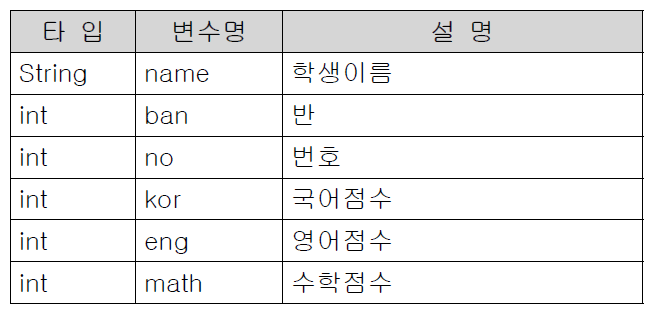 타 입 변수명 설 명
String name 학생이름
int ban 반
int no 번호
int kor 국어점수
int eng 영어점수
int math 수학점수